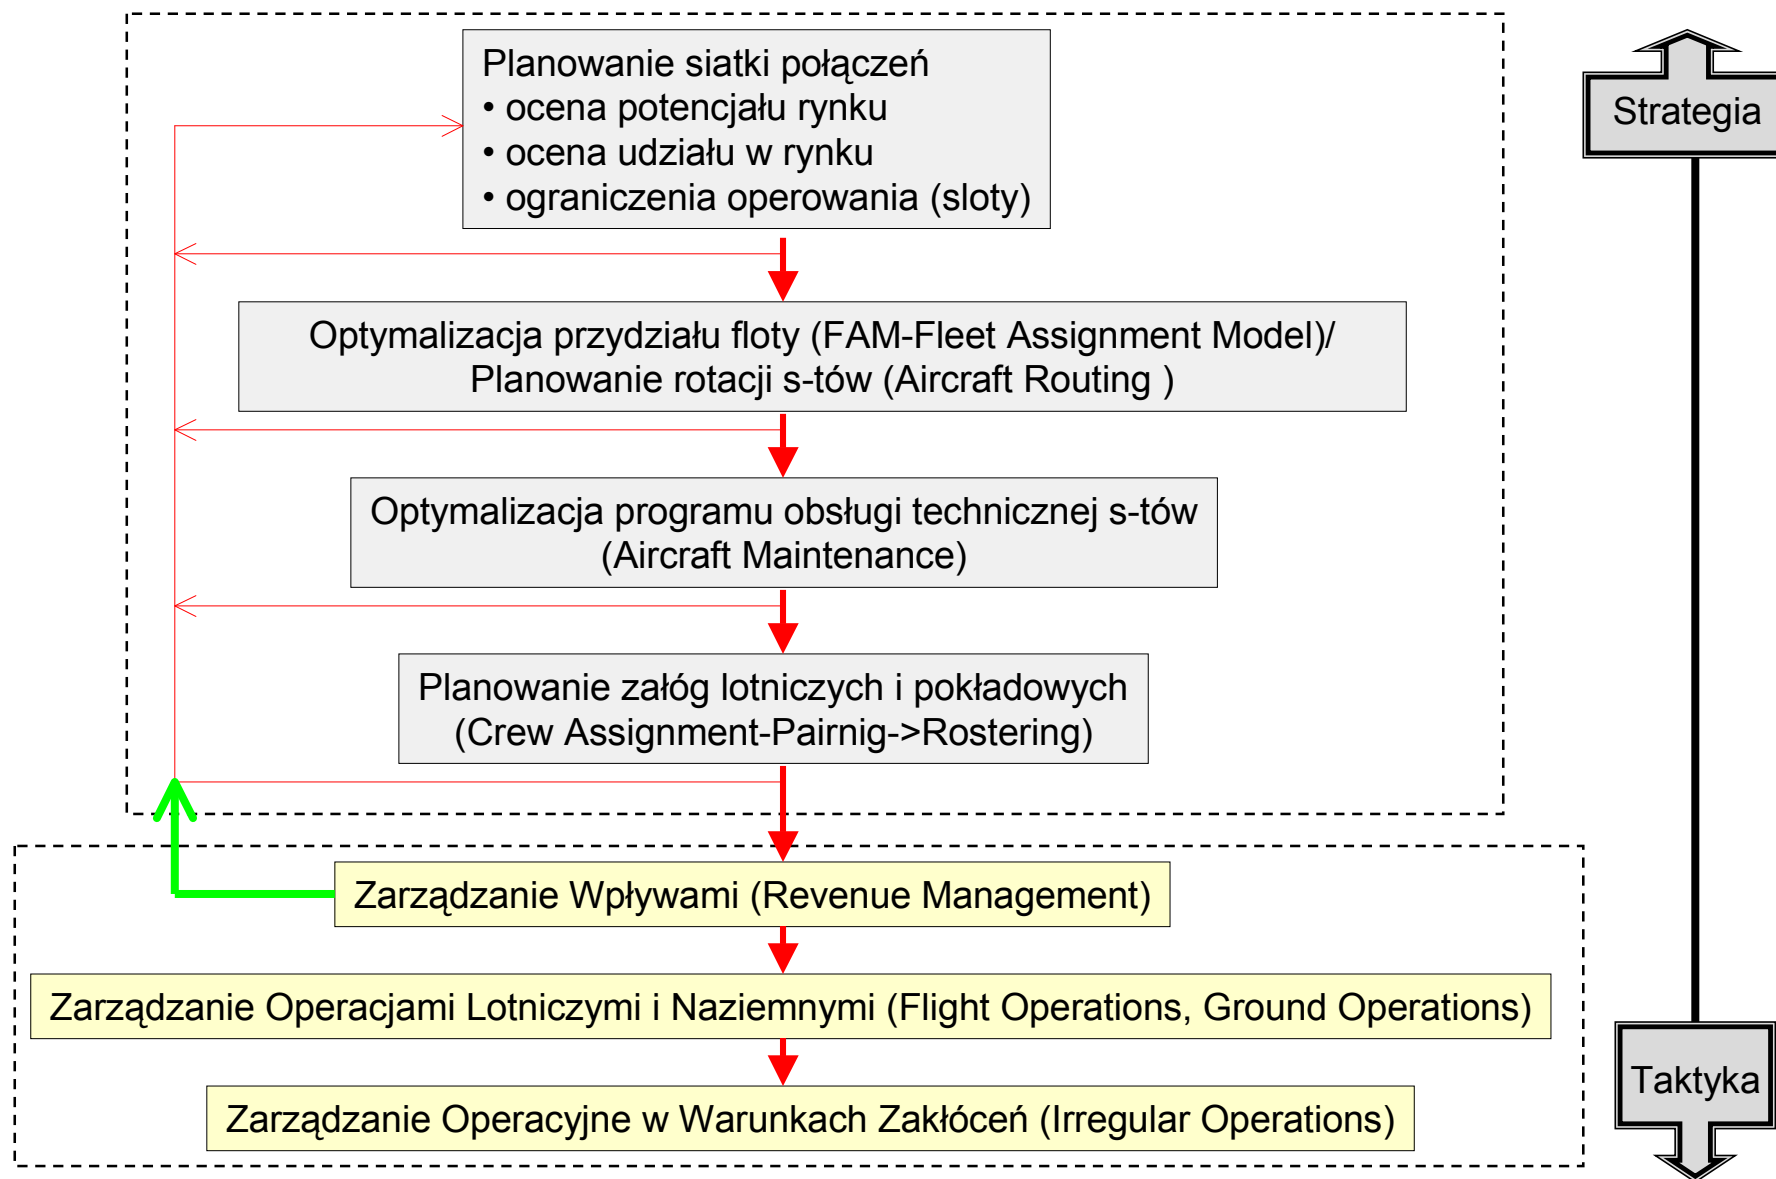 Planowanie siatki połączeń
• ocena potencjału rynku
• ocena udziału w rynku
• ograniczenia operowania (sloty)
Strategia
Optymalizacja przydziału floty (FAM-Fleet Assignment Model)/
Planowanie rotacji s-tów (Aircraft Routing )
Optymalizacja programu obsługi technicznej s-tów
(Aircraft Maintenance)
Planowanie załóg lotniczych i pokładowych
(Crew Assignment-Pairnig->Rostering)
Zarządzanie Wpływami (Revenue Management)
Zarządzanie Operacjami Lotniczymi i Naziemnymi (Flight Operations, Ground Operations)
Taktyka
Zarządzanie Operacyjne w Warunkach Zakłóceń (Irregular Operations)